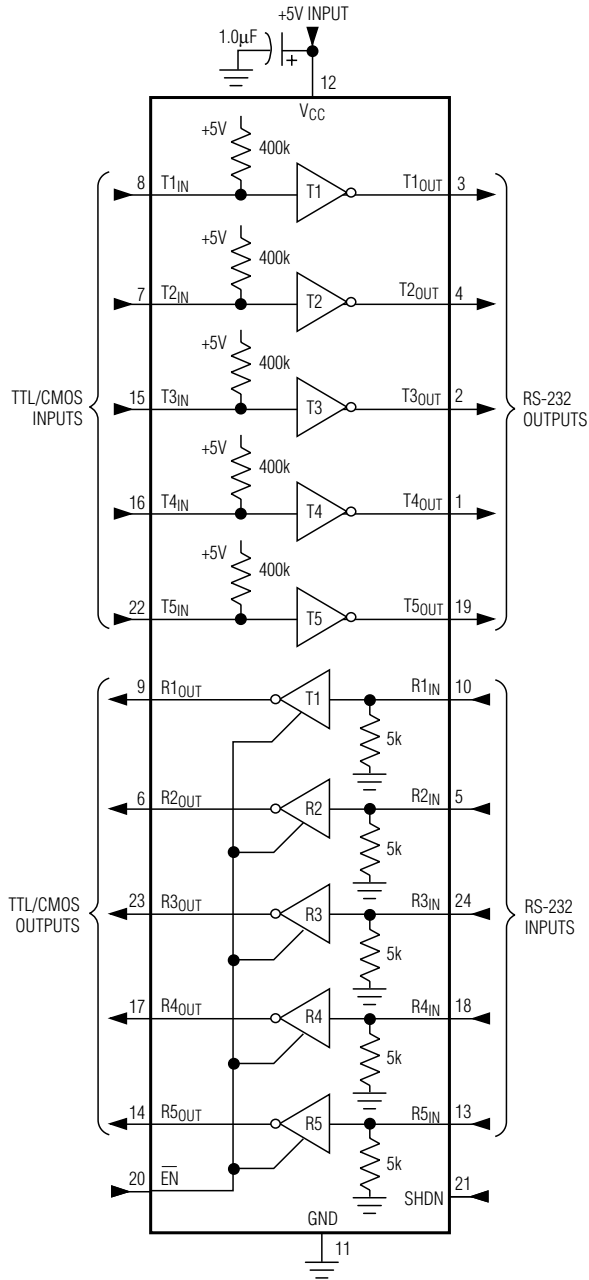 +5V INPUT
1.0µF
+
12
VCC
+5V
400k
8 T1IN T1 T1OUT 3
+5V
400k
7 T2IN T2 T2OUT 4
+5V
400k
TTL/CMOS
INPUTS
15 T3IN T3 T3OUT 2
RS-232
OUTPUTS
+5V
400k
16 T4IN T4 T4OUT 1
+5V
400k
22 T5IN T5 T5OUT 19
9 R1OUT T1 R1IN 10
5k
6 R2OUT R2 R2IN 5
5k
TTL/CMOS
OUTPUTS
23 R3OUT R3 R3IN 24
RS-232
INPUTS
5k
17 R4OUT R4 R4IN 18
5k
14 R5OUT R5 R5IN 13
5k
20 E̅N̅
SHDN 21
GND
11